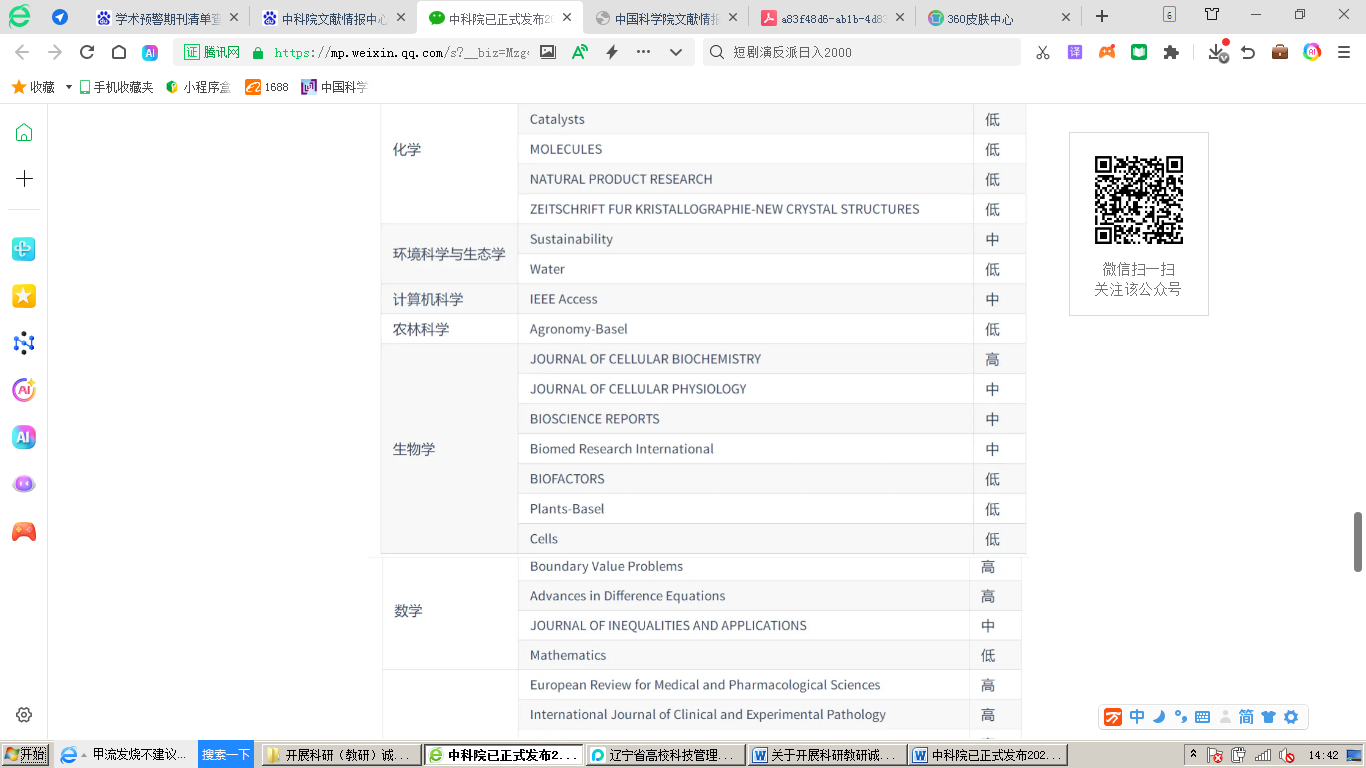 学术预警期刊清单查
中科院文献情报中心
中科院已正式发布20
中国科学院文献情报
a83f48d6-ab1b-4d8
360皮肤中心
6
证 腾讯网
https://mp.weixin.qq.com/s?__biz=Mzxs
短剧演反派日入2000
译
收藏
手机收藏夹
小程序盒
1688
中国科学
化学
Catalysts 低
MOLECULES 低
NATURAL PRODUCT RESEARCH 低
ZEITSCHRIFT FUR KRISTALLOGRAPHIE-NEW CRYSTAL STRUCTURES 低
环境科学与生态学
Sustainability 中
Water 低
计算机科学
IEEE Access 中
农林科学
Agronomy-Basel 低
生物学
JOURNAL OF CELLULAR BIOCHEMISTRY 高
JOURNAL OF CELLULAR PHYSIOLOGY 中
BIOSCIENCE REPORTS 中
Biomed Research International 中
BIOFACTORS 低
Plants-Basel 低
Cells 低
数学
Boundary Value Problems 高
Advances in Difference Equations 高
JOURNAL OF INEQUALITIES AND APPLICATIONS 中
Mathematics 低
European Review for Medical and Pharmacological Sciences 高
International Journal of Clinical and Experimental Pathology 高
微信扫一扫
关注该公众号
中
简
开始
甲流发烧不建议...
搜索一下
开展科研（教研）诚...
中科院已正式发布2...
辽宁省高校科技管理...
关于开展科研教研诚...
中科院已正式发布202...
14:42